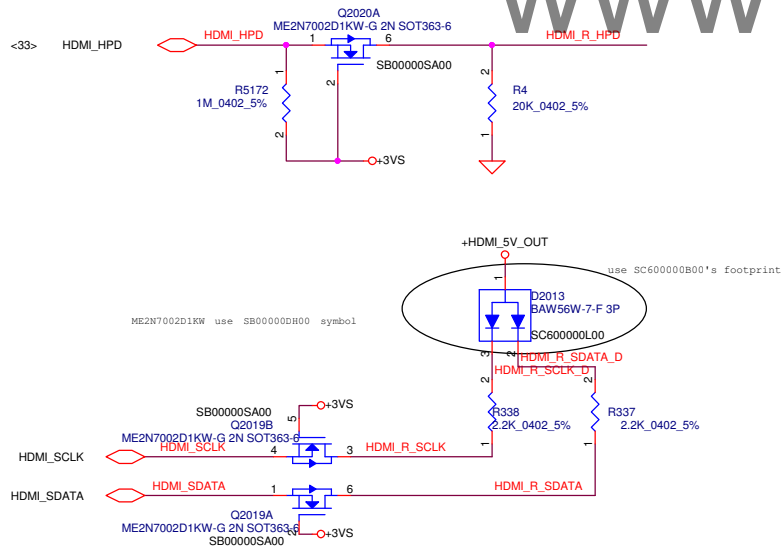 www
Q2020A
ME2N7002D1KW-G 2N SOT363-6
<33> HDMI_HPD HDMI_HPD 1 6 HDMI_R_HPD
SB00000SA00
1 2 2
R5172 R4
1M_0402_5% 20K_0402_5%
2 1
+3VS
+HDMI_5V_OUT
1 use SC600000B00's footprint
D2013
BAW56W-7-F 3P
ME2N7002D1KW use SB00000DH00 symbol
SC600000L00
3 2 HDMI_R_SDATA_D
HDMI_R_SCLK_D
2 2
SB00000SA00 +3VS
5
R338 R337
Q2019B
2.2K_0402_5% 2.2K_0402_5%
ME2N7002D1KW-G 2N SOT363-6
1 1
HDMI_SCLK HDMI_SCLK 4 3 HDMI_R_SCLK
HDMI_SDATA HDMI_SDATA 1 6 HDMI_R_SDATA
Q2019A
ME2N7002D1KW-G 2N SOT363-6
2 +3VS
SB00000SA00